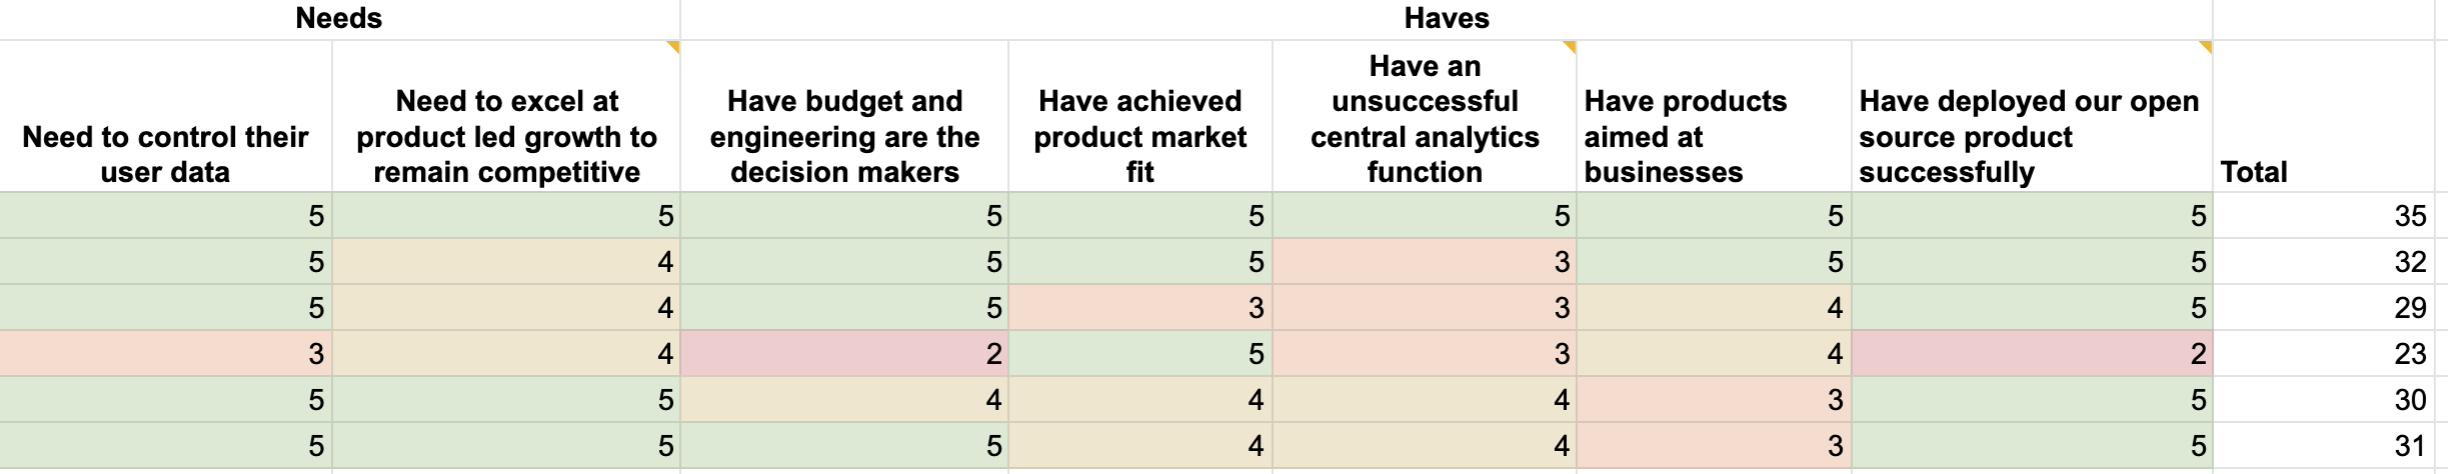 Needs Haves
Need to control their user data
Need to excel at product led growth to remain competitive
Have budget and engineering are the decision makers
Have achieved product market fit
Have an unsuccessful central analytics function
Have products aimed at businesses
Have deployed our open source product successfully
Total
5 5 5 5 5 5 5 35
5 4 5 5 3 5 5 32
5 4 5 3 3 4 5 29
3 4 2 5 3 4 2 23
5 5 4 4 4 3 5 30
5 5 5 4 4 3 5 31